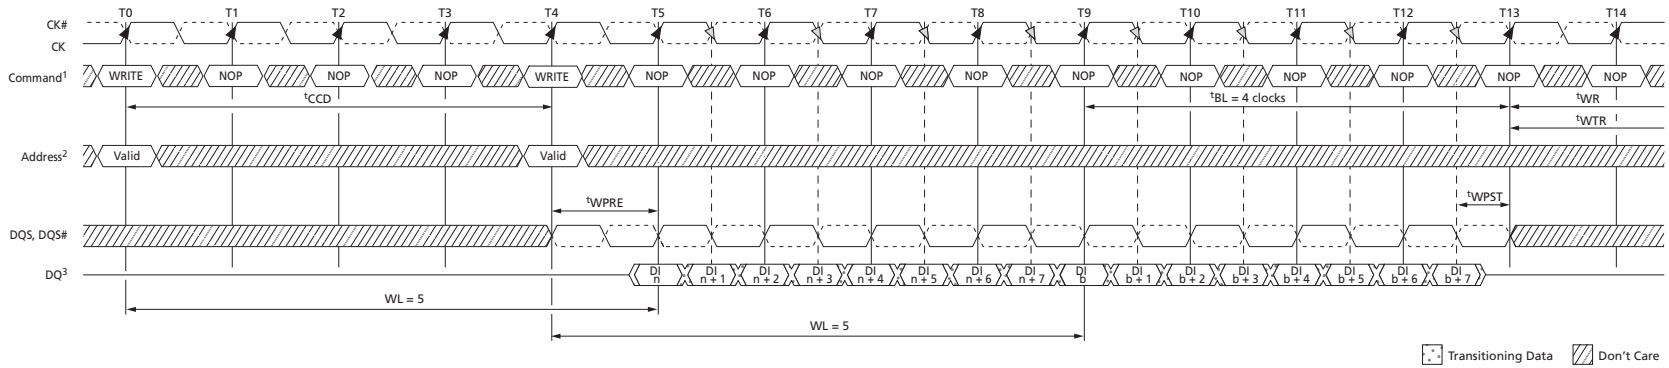 T0 T1 T2 T3 T4 T5 T6 T7 T8 T9 T10 T11 T12 T13 T14
CK#
CK
Command1 WRITE NOP NOP NOP WRITE NOP NOP NOP NOP NOP NOP NOP NOP NOP NOP
tCCD tBL = 4 clocks tWR
tWTR
Address2 Valid Valid
tWPRE tWPST
DQS, DQS#
DQ3 DI n DI n + 1 DI n + 2 DI n + 3 DI n + 4 DI n + 5 DI n + 6 DI n + 7 DI b DI b + 1 DI b + 2 DI b + 3 DI b + 4 DI b + 5 DI b + 6 DI b + 7
WL = 5
WL = 5
Transitioning Data Don't Care